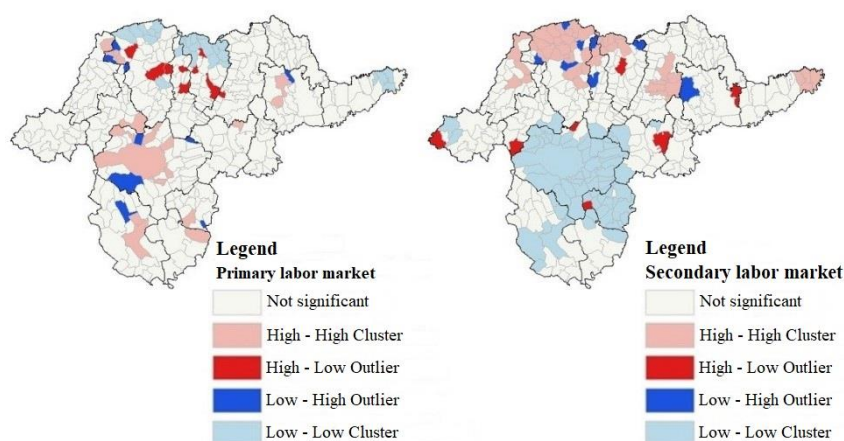 Legend
Primary labor market
Not significant
High - High Cluster
High - Low Outlier
Low - High Outlier
Low - Low Cluster
Legend
Secondary labor market
Not significant
High - High Cluster
High - Low Outlier
Low - High Outlier
Low - Low Cluster